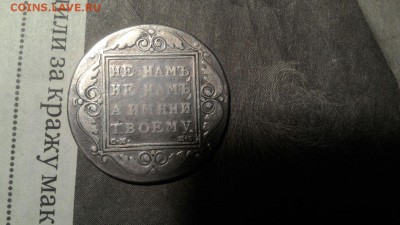 COINS.LAVE.RU
или за кражу мак
НЕ НАМЪ
НЕ НАМЪ
А ИМЯНИ
ТВОЕМУ.